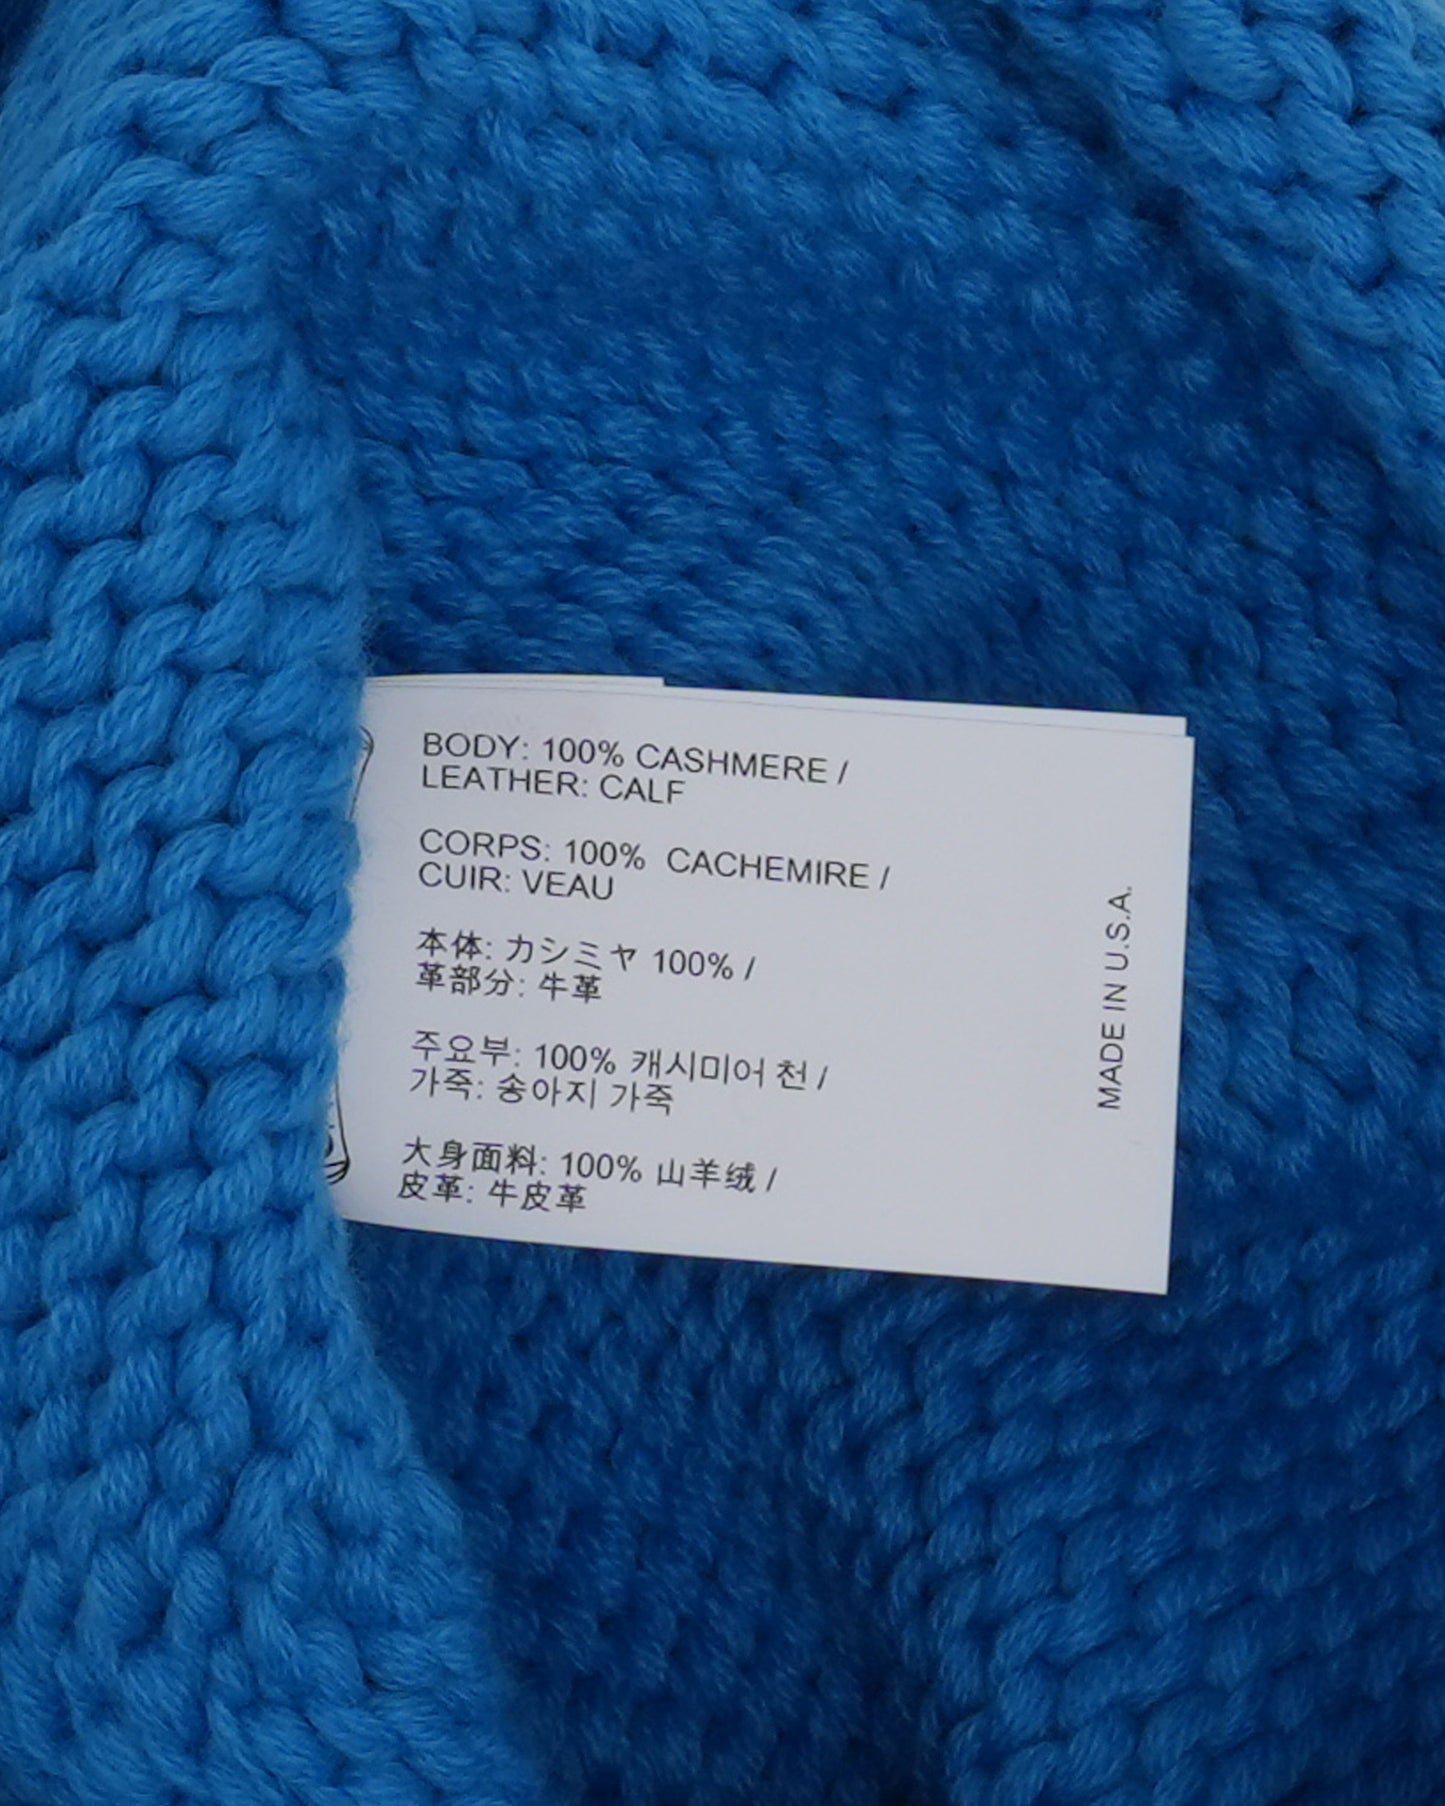 BODY: 100% CASHMERE /
LEATHER: CALF
CORPS: 100% CACHEMIRE /
CUIR: VEAU
本体: カシミヤ 100% /
革部分: 牛革
주요부: 100% 캐시미어 천 /
가죽: 송아지 가죽
大身面料: 100% 山羊绒 /
皮革: 牛皮革
MADE IN U.S.A.